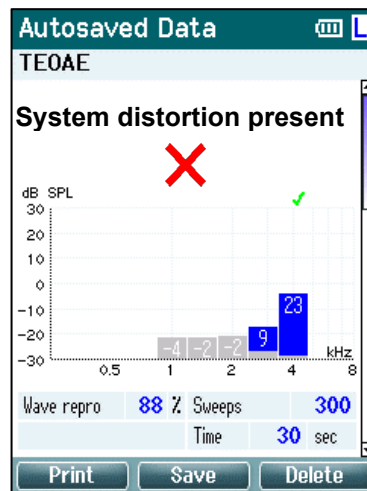 Autosaved Data L
TEOAE
System distortion present
dB SPL
30
20
10
0
-10
-20
-30
-4 -2 -2 9 23
0.5 1 2 4 8
kHz
Wave repro 88 % Sweeps 300
Time 30 sec
Print Save Delete